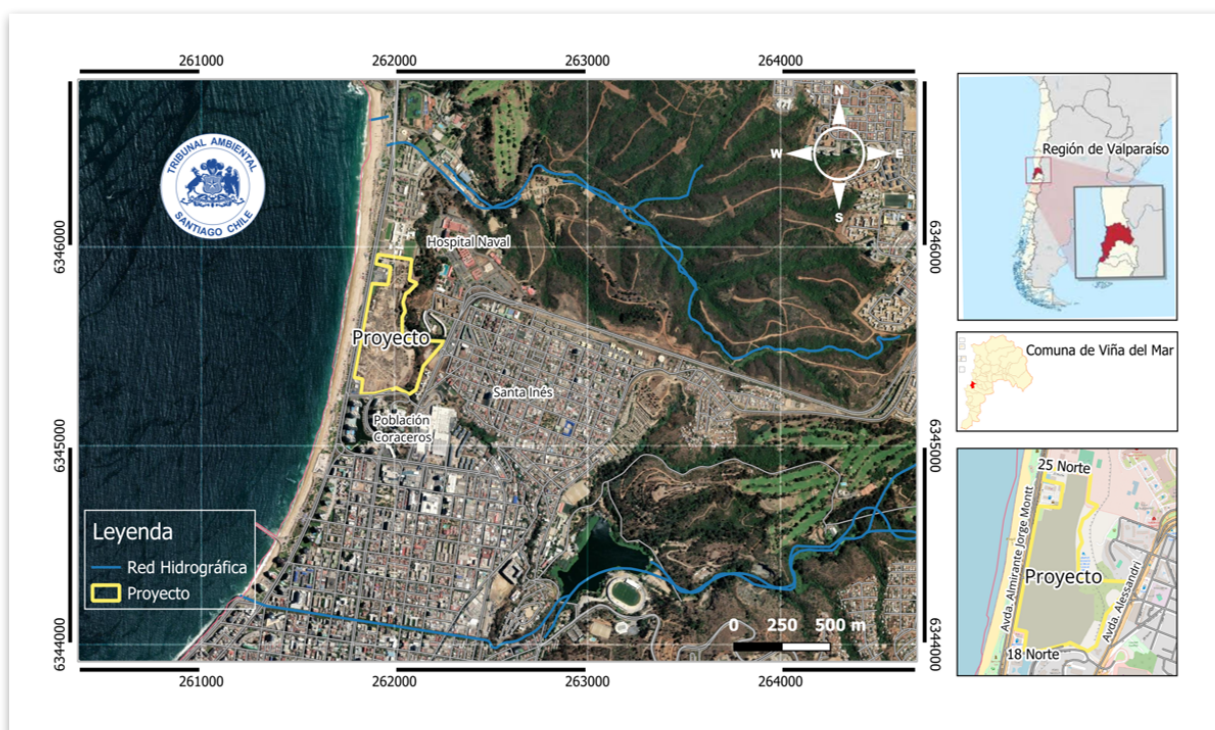 261000
262000
263000
264000
TRIBUNAL AMBIENTAL
SANTIAGO CHILE
N
W
E
S
6346000
6345000
6344000
Hospital Naval
Proyecto
Santa Inés
Población
Coraceros
Leyenda
Red Hidrográfica
Proyecto
0 250 500 m
6346000
6345000
6344000
261000
262000
263000
264000
Región de Valparaíso
Comuna de Viña del Mar
25 Norte
Avda. Almirante Jorge Montt
Proyecto
Avda. Alessandri
18 Norte